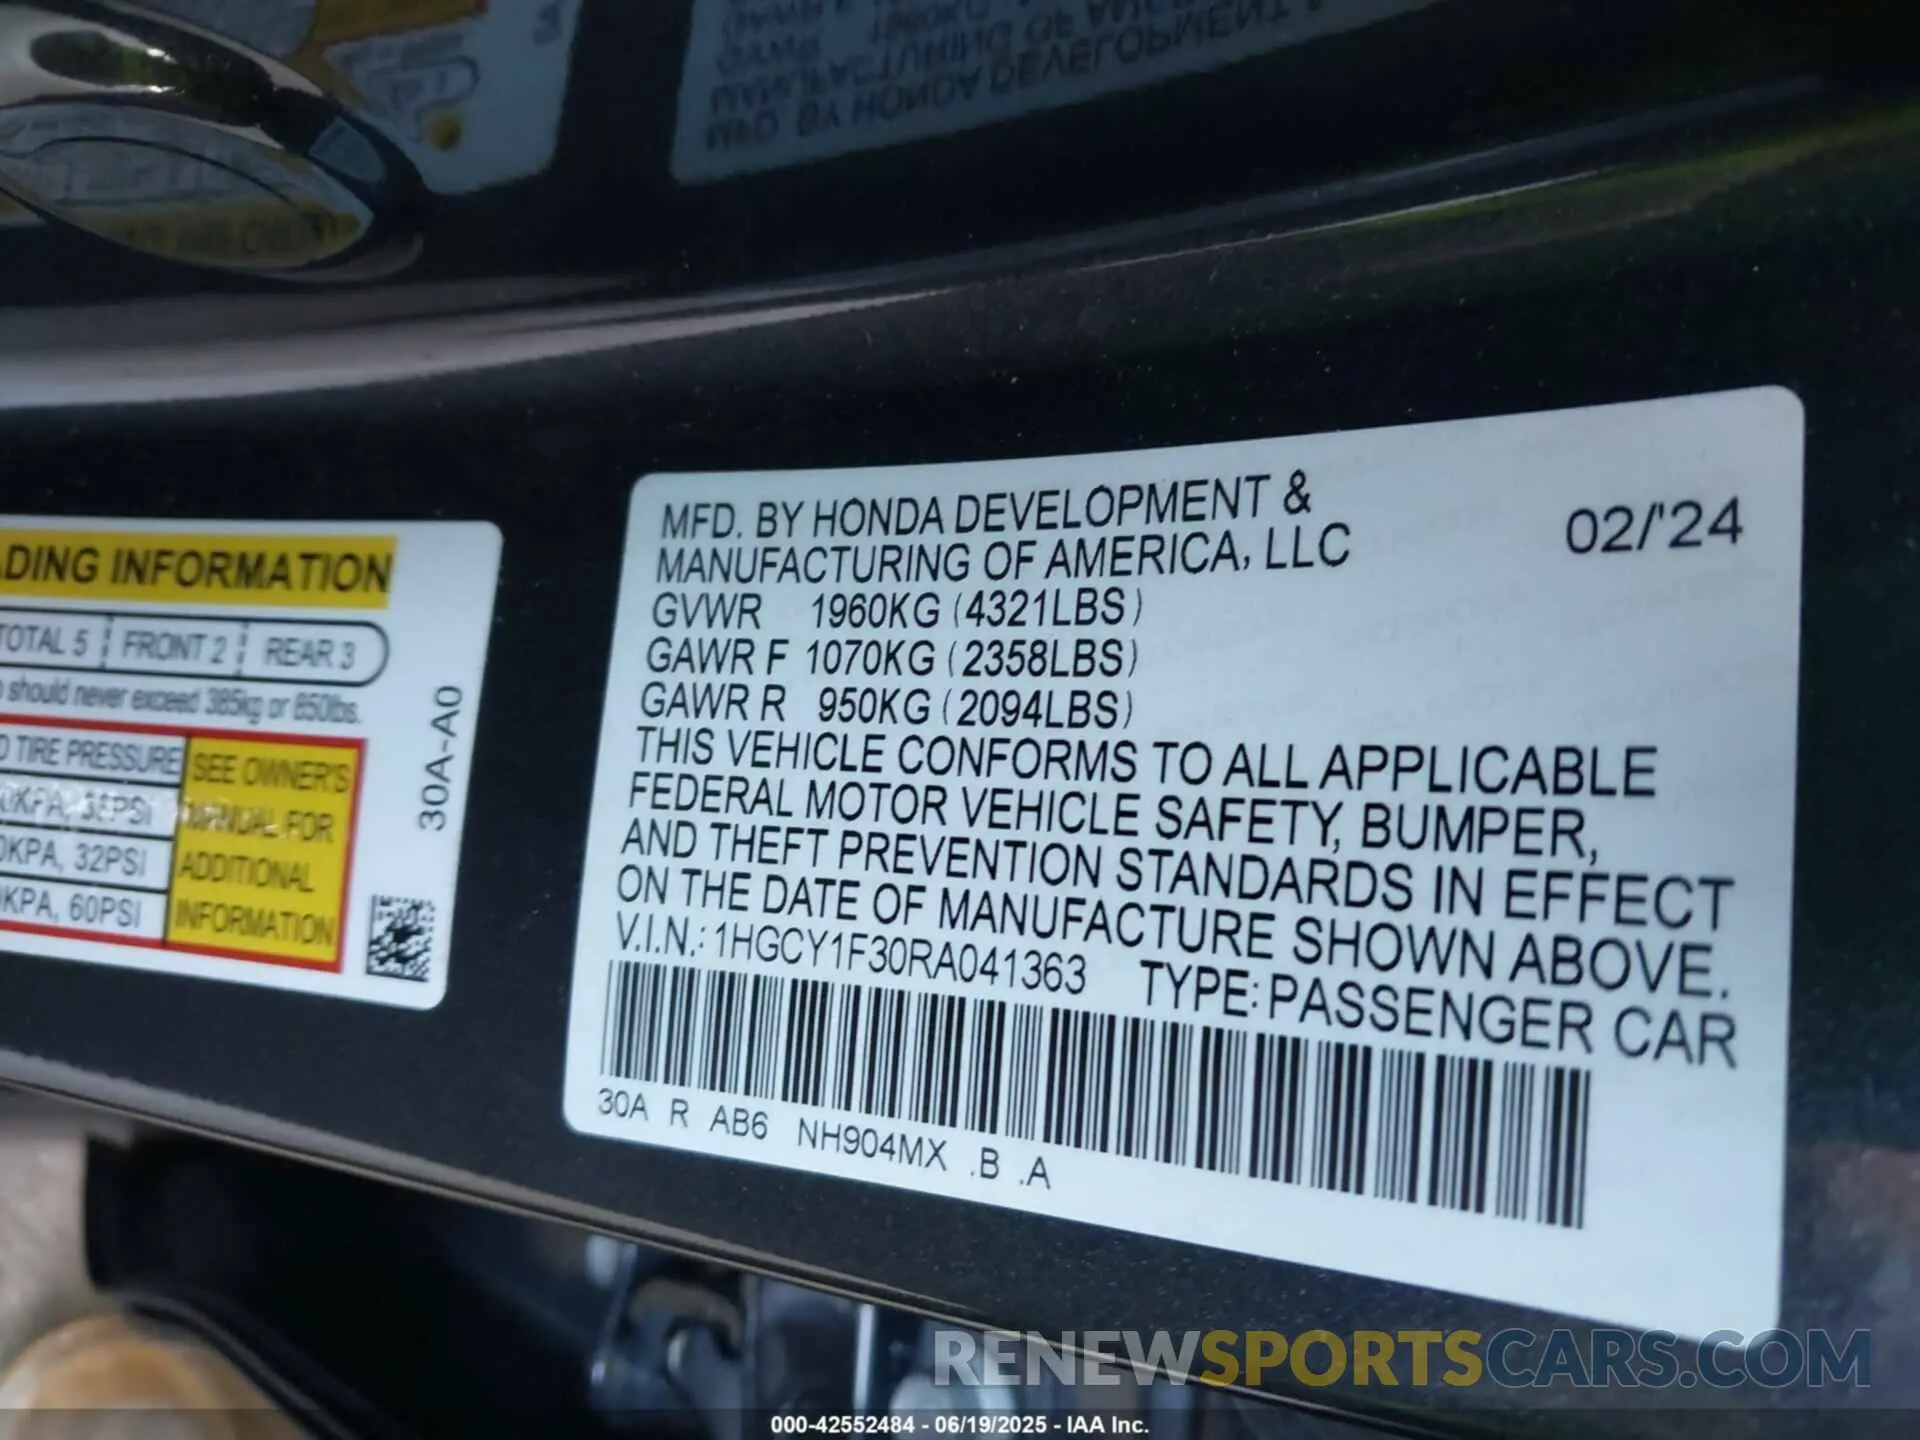 MFD. BY HONDA DEVELOPMENT &
MANUFACTURING OF AMERICA, LLC
02/'24
GVWR 1960KG (4321LBS)
GAWR F 1070KG (2358LBS)
GAWR R 950KG (2094LBS)
THIS VEHICLE CONFORMS TO ALL APPLICABLE
FEDERAL MOTOR VEHICLE SAFETY, BUMPER,
AND THEFT PREVENTION STANDARDS IN EFFECT
ON THE DATE OF MANUFACTURE SHOWN ABOVE.
V.I.N.: 1HGCY1F30RA041363 TYPE: PASSENGER CAR
30A R AB6 NH904MX .B .A
ADING INFORMATION
TOTAL 5 FRONT 2 REAR 3
should never exceed 385kg or 850lbs.
TIRE PRESSURE
0KPA, 32PSI
KPA, 60PSI
SEE OWNER'S
MANUAL FOR
ADDITIONAL
INFORMATION
30A-A0
RENEWSPORTSCARS.COM
000-42552484 - 06/19/2025 - IAA Inc.